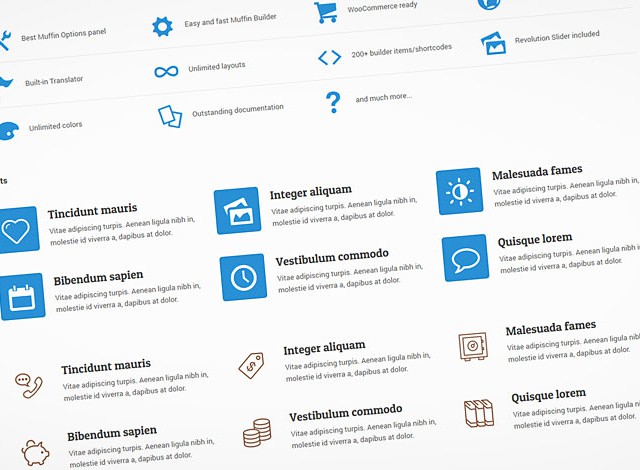 Best Muffin Options panel
Easy and fast Muffin Builder
WooCommerce ready
Built-in Translator
Unlimited layouts
200+ builder items/shortcodes
Revolution Slider included
Unlimited colors
Outstanding documentation
and much more...
ts
Tincidunt mauris
Vitae adipiscing turpis. Aenean ligula nibh in,
molestie id viverra a, dapibus at dolor.
Integer aliquam
Vitae adipiscing turpis. Aenean ligula nibh in,
molestie id viverra a, dapibus at dolor.
Malesuada fames
Vitae adipiscing turpis. Aenean ligula nibh in,
molestie id viverra a, dapibus at dolor.
Bibendum sapien
Vitae adipiscing turpis. Aenean ligula nibh in,
molestie id viverra a, dapibus at dolor.
Vestibulum commodo
Vitae adipiscing turpis. Aenean ligula nibh in,
molestie id viverra a, dapibus at dolor.
Quisque lorem
Vitae adipiscing turpis. Aenean ligula nibh in,
molestie id viverra a, dapibus at dolor.
Tincidunt mauris
Vitae adipiscing turpis. Aenean ligula nibh in,
molestie id viverra a, dapibus at dolor.
Integer aliquam
Vitae adipiscing turpis. Aenean ligula nibh in,
molestie id viverra a, dapibus at dolor.
Malesuada fames
Vitae adipiscing turpis. Aenean ligula
molestie id viverra a, dapibus at dolor.
Bibendum sapien
Vitae adipiscing turpis. Aenean ligula nibh in,
molestie id viverra a, dapibus at dolor.
Vestibulum commodo
Vitae adipiscing turpis. Aenean ligula nibh in,
molestie id viverra a, dapibus at dolor.
Quisque lorem
Vitae adipiscing turpis. Aenean ligula
molestie id viverra a, dapibus at dolor.